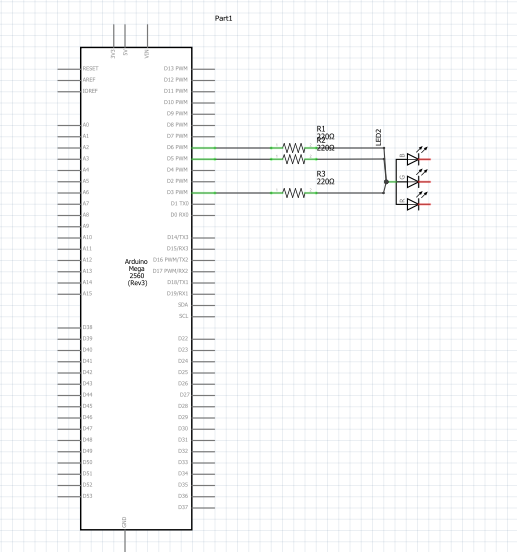 Part1
3V3
5V
VIN
RESET
AREF
IOREF
A0
A1
A2
A3
A4
A5
A6
A7
A8
A9
A10
A11
A12
A13
A14
A15
D38
D39
D40
D41
D42
D43
D44
D45
D46
D47
D48
D49
D50
D51
D52
D53
Arduino
Mega
2560
(Rev3)
D13 PWM
D12 PWM
D11 PWM
D10 PWM
D9 PWM
D8 PWM
D7 PWM
D6 PWM
D5 PWM
D4 PWM
D2 PWM
D3 PWM
D1 TX0
D0 RX0
D14/TX3
D15/RX3
D16 PWM/TX2
D17 PWM/RX2
D18/TX1
D19/RX1
SDA
SCL
D22
D23
D24
D25
D26
D27
D28
D29
D30
D31
D32
D33
D34
D35
D36
D37
GND
R1
220Ω
R2
220Ω
R3
220Ω
LED2
B
G
R